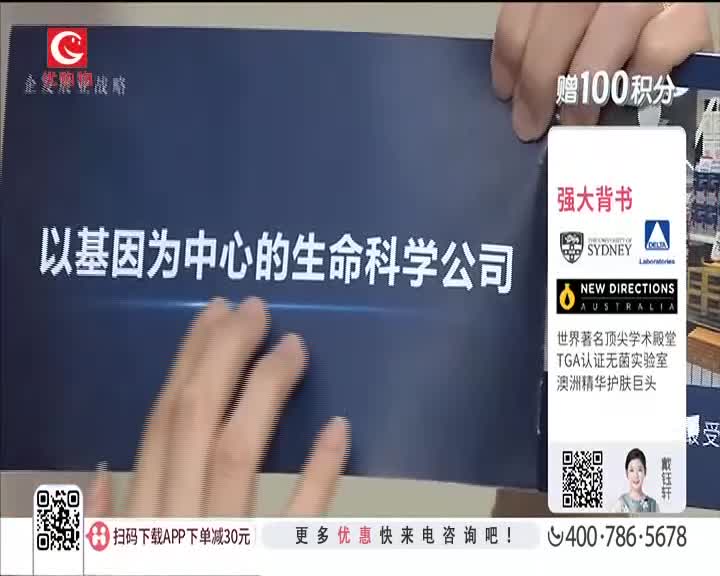 优购物
赠100积分
以基因为中心的生命科学公司
强大背书
THE UNIVERSITY OF
SYDNEY
DELTA
Laboratories
NEW DIRECTIONS
AUSTRALIA
世界著名顶尖学术殿堂
TGA认证无菌实验室
澳洲精华护肤巨头
最受
戴钰轩
扫码下载APP下单减30元
更多优惠快来电咨询吧!
400-786-5678